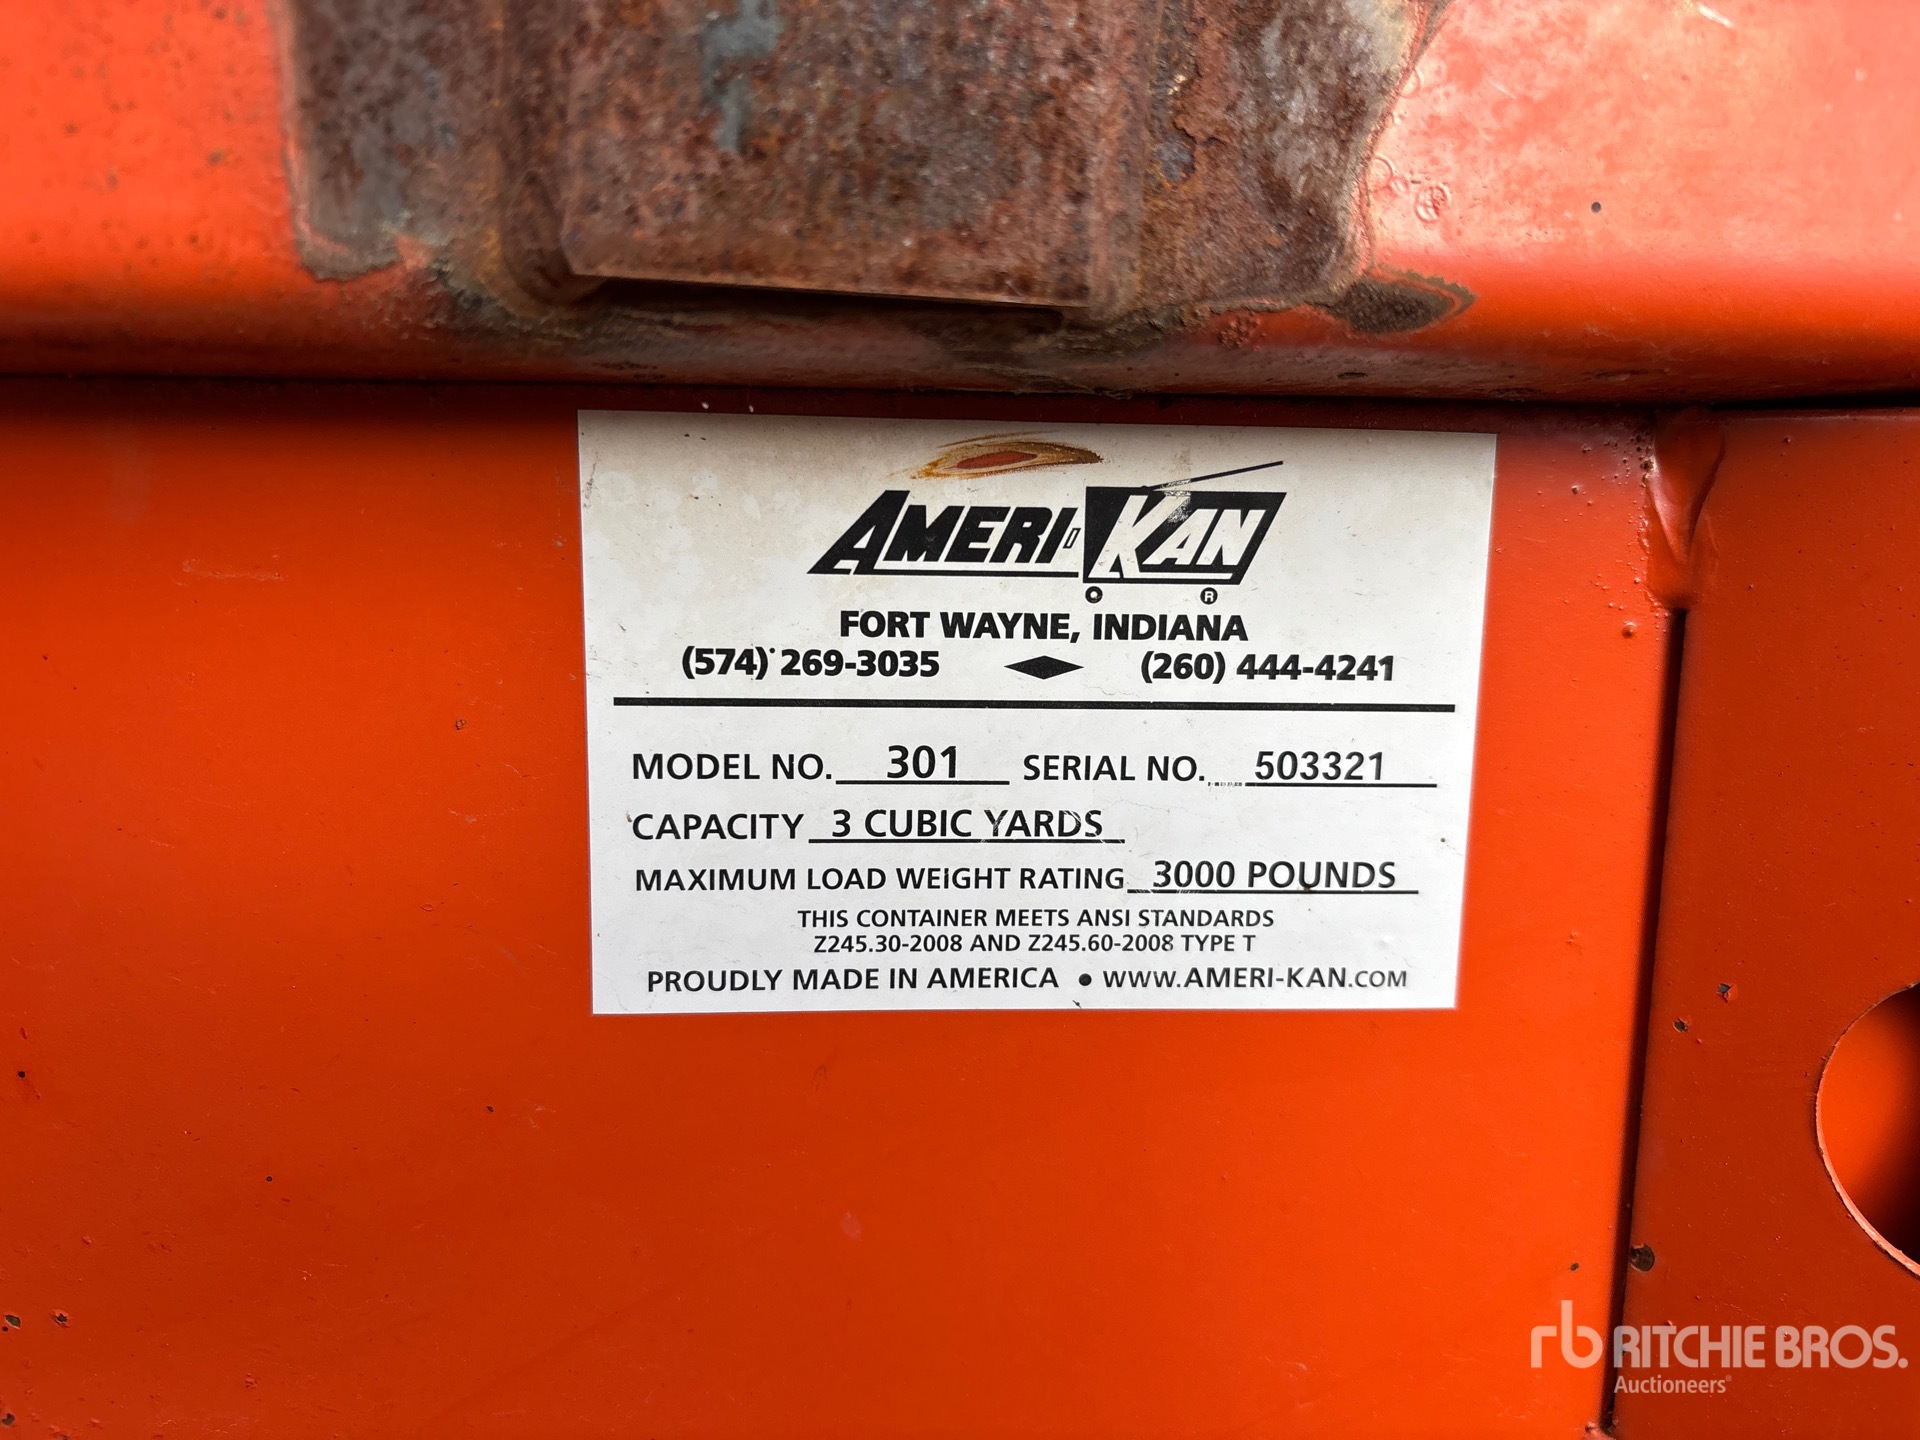 AMERI-KAN
R
FORT WAYNE, INDIANA
(574) 269-3035 (260) 444-4241
MODEL NO. 301 SERIAL NO. 503321
CAPACITY 3 CUBIC YARDS
MAXIMUM LOAD WEIGHT RATING 3000 POUNDS
THIS CONTAINER MEETS ANSI STANDARDS
Z245.30-2008 AND Z245.60-2008 TYPE T
PROUDLY MADE IN AMERICA • WWW.AMERI-KAN.COM
rb RITCHIE BROS.
Auctioneers